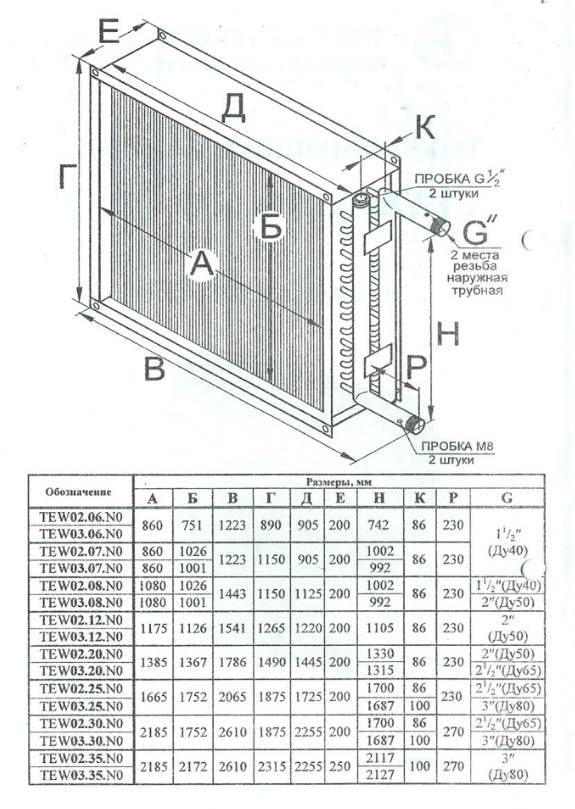 Е
Б
Д
К
ПРОБКА G 1/2"
2 штуки
Г
G"
2 места
резьба
наружная
трубная
А
Н
В
Р
ПРОБКА М8
2 штуки
Обозначение | Размеры, мм
А | Б | В | Г | Д | Е | Н | К | Р | G
TEW02.06.N0 | 860 | 751 | 1223 | 890 | 905 | 200 | 742 | 86 | 230 | 1 1/2"
TEW03.06.N0
TEW02.07.N0 | 860 | 1026 | 1223 | 1150 | 905 | 200 | 1002 | 86 | 230 | (Ду40)
TEW03.07.N0 | 860 | 1001 | 992
TEW02.08.N0 | 1080 | 1026 | 1443 | 1150 | 1125 | 200 | 1002 | 86 | 230 | 1 1/2"(Ду40)
TEW03.08.N0 | 1080 | 1001 | 992 | 2"(Ду50)
TEW02.12.N0 | 1175 | 1126 | 1541 | 1265 | 1220 | 200 | 1105 | 86 | 230 | 2"
TEW03.12.N0 | (Ду50)
TEW02.20.N0 | 1385 | 1367 | 1786 | 1490 | 1445 | 200 | 1330 | 86 | 230 | 2"(Ду50)
TEW03.20.N0 | 1315 | 2 1/2"(Ду65)
TEW02.25.N0 | 1665 | 1752 | 2065 | 1875 | 1725 | 200 | 1700 | 86 | 230 | 2 1/2"(Ду65)
TEW03.25.N0 | 1687 | 100 | 3"(Ду80)
TEW02.30.N0 | 2185 | 1752 | 2610 | 1875 | 2255 | 200 | 1700 | 86 | 270 | 2 1/2"(Ду65)
TEW03.30.N0 | 1687 | 100 | 3"(Ду80)
TEW02.35.N0 | 2185 | 2172 | 2610 | 2315 | 2255 | 250 | 2117 | 100 | 270 | 3"
TEW03.35.N0 | 2127 | (Ду80)